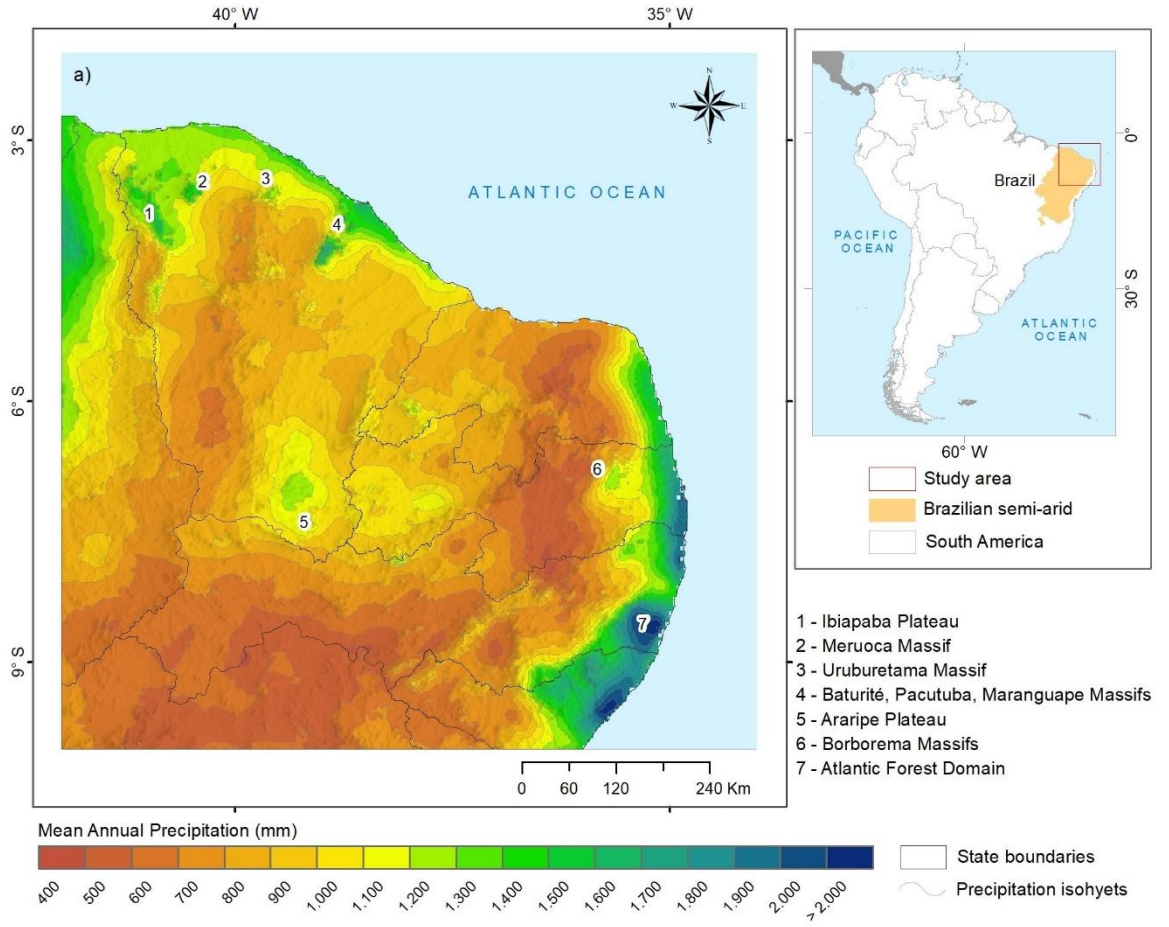 40° W
35° W
a)
N
W
E
S
3°S
6°S
9°S
ATLANTIC OCEAN
1
2
3
4
5
6
7
0 60 120 240 Km
0°
30° S
60° W
Brazil
PACIFIC
OCEAN
ATLANTIC
OCEAN
Study area
Brazilian semi-arid
South America
1 - Ibiapaba Plateau
2 - Meruoca Massif
3 - Uruburetama Massif
4 - Baturité, Pacutuba, Maranguape Massifs
5 - Araripe Plateau
6 - Borborema Massifs
7 - Atlantic Forest Domain
Mean Annual Precipitation (mm)
400 500 600 700 800 900 1.000 1.100 1.200 1.300 1.400 1.500 1.600 1.700 1.800 1.900 2.000 > 2.000
State boundaries
Precipitation isohyets